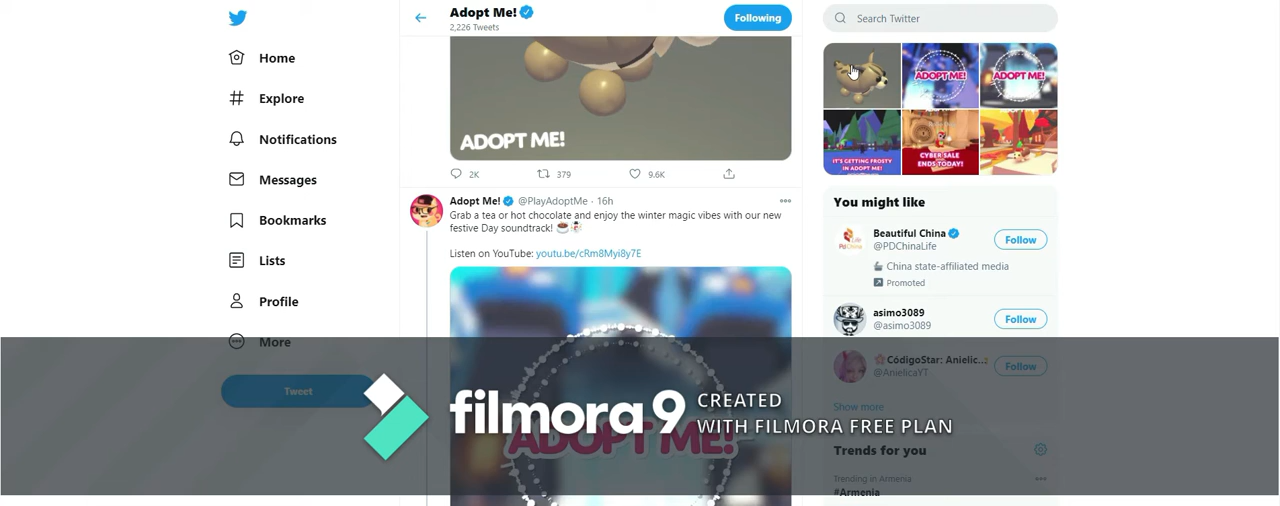 Home
Explore
Notifications
Messages
Bookmarks
Lists
Profile
More
Tweet
Adopt Me!
2,226 Tweets
Following
ADOPT ME!
2K
379
9.6K
Adopt Me! @PlayAdoptMe · 16h
Grab a tea or hot chocolate and enjoy the winter magic vibes with our new
festive Day soundtrack! ☕⛄
Listen on YouTube: youtu.be/cRm8Myi8y7E
ADOPT ME!
Search Twitter
ADOPT ME!
ADOPT ME!
IT'S GETTING FROSTY
IN ADOPT ME!
CYBER SALE
ENDS TODAY!
You might like
Beautiful China
@PDChinaLife
Follow
China state-affiliated media
Promoted
asimo3089
@asimo3089
Follow
🌸CódigoStar: Anielic...
@AnielicaYT
Follow
Show more
Trends for you
Trending in Armenia
#Armenia
filmora9
CREATED
WITH FILMORA FREE PLAN